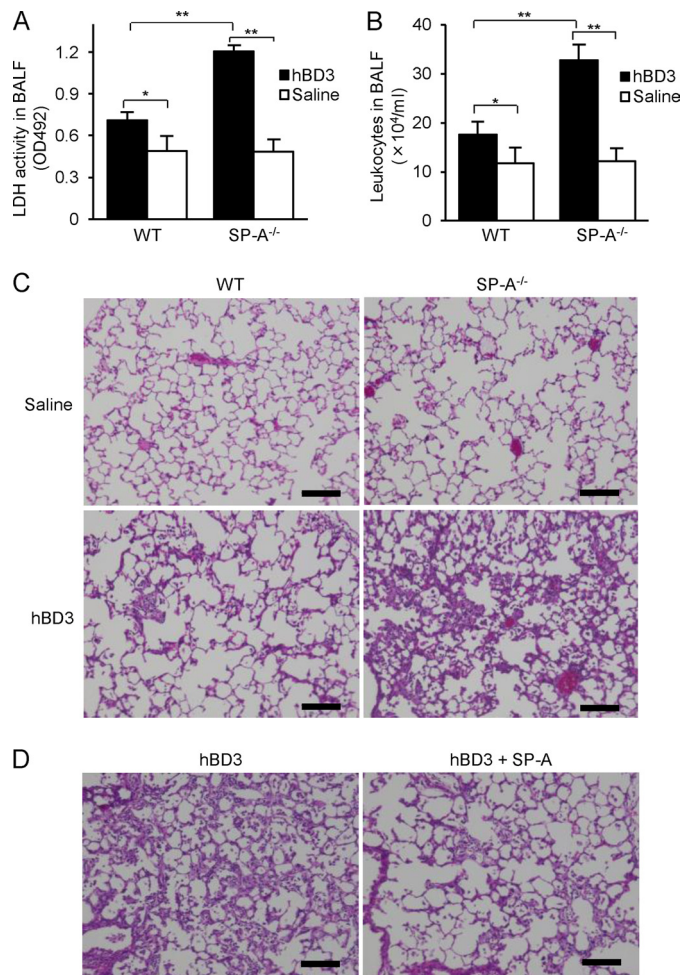 A
B
LDH activity in BALF
(OD492)
1.2
0.9
0.6
0.3
0
**
**
*
hBD3
Saline
WT
SP-A-/-
Leukocytes in BALF
(×10⁴/ml)
40
30
20
10
0
**
**
*
hBD3
Saline
WT
SP-A-/-
C
WT
SP-A-/-
Saline
hBD3
D
hBD3
hBD3 + SP-A